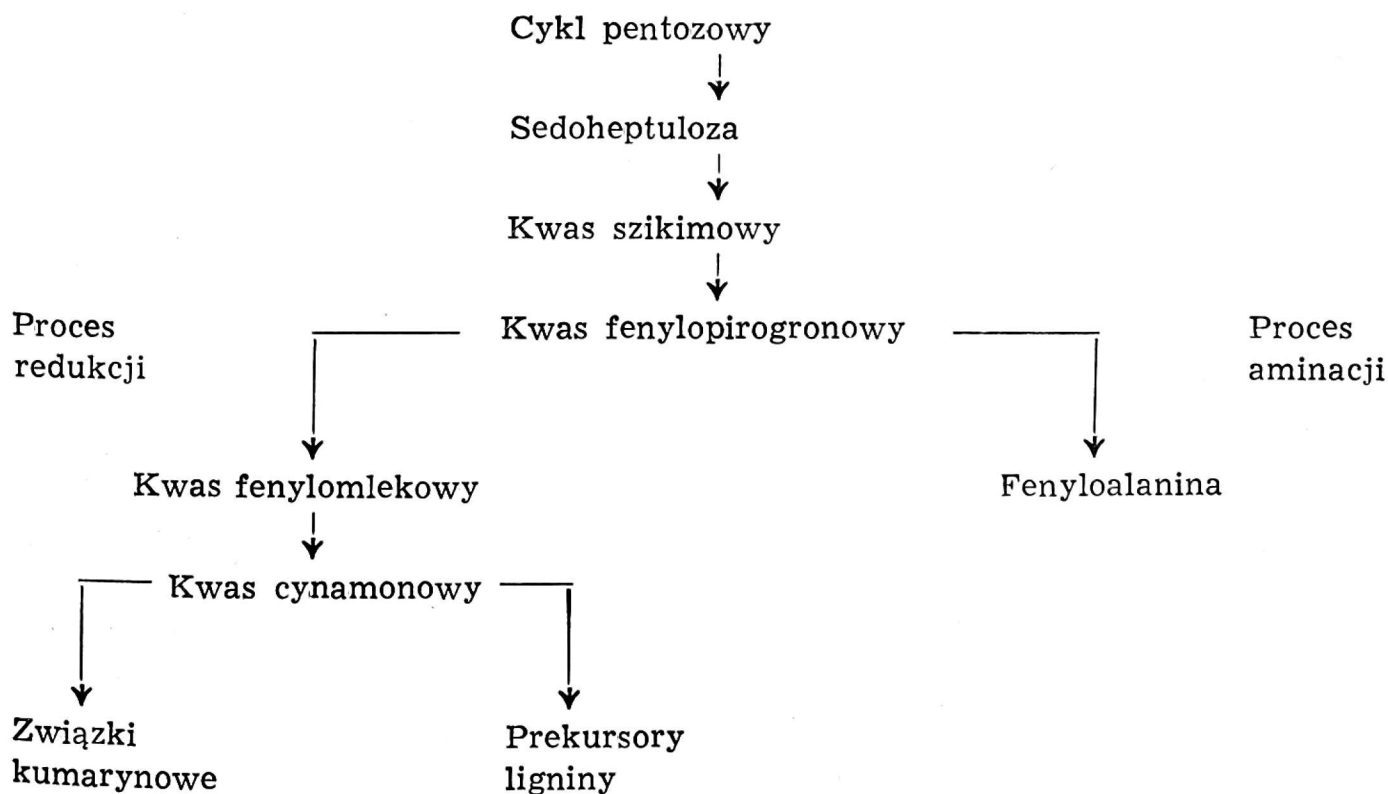 Cykl pentozowy
Sedoheptuloza
Kwas szikimowy
Proces
redukcji
Kwas fenylopirogronowy
Proces
aminacji
Kwas fenylomlekowy
Fenyloalanina
Kwas cynamonowy
Związki
kumarynowe
Prekursory
ligniny